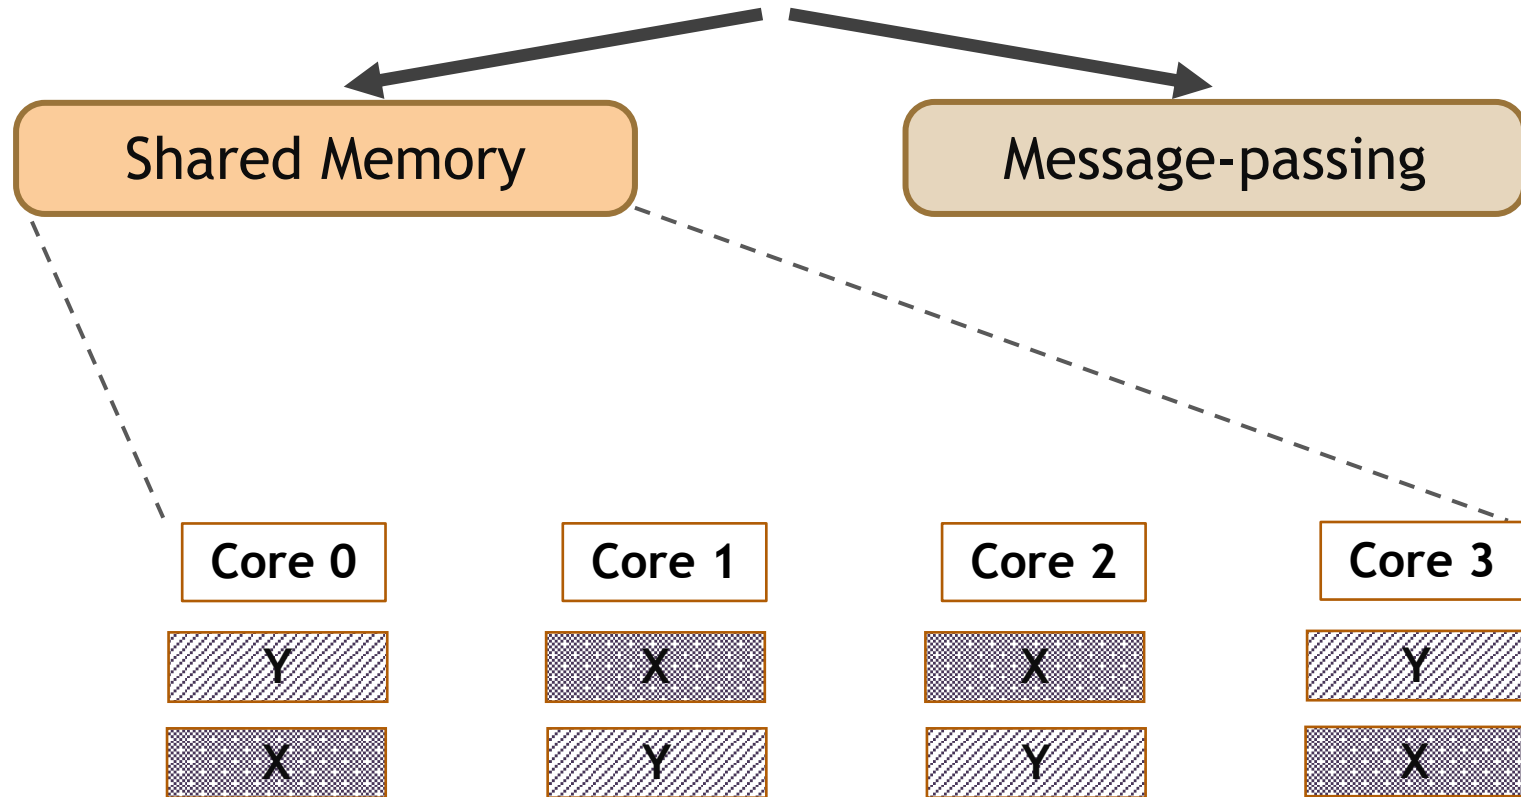 Shared Memory
Message-passing
Core 0
Core 1
Core 2
Core 3
Y
X
X
Y
X
Y
Y
X